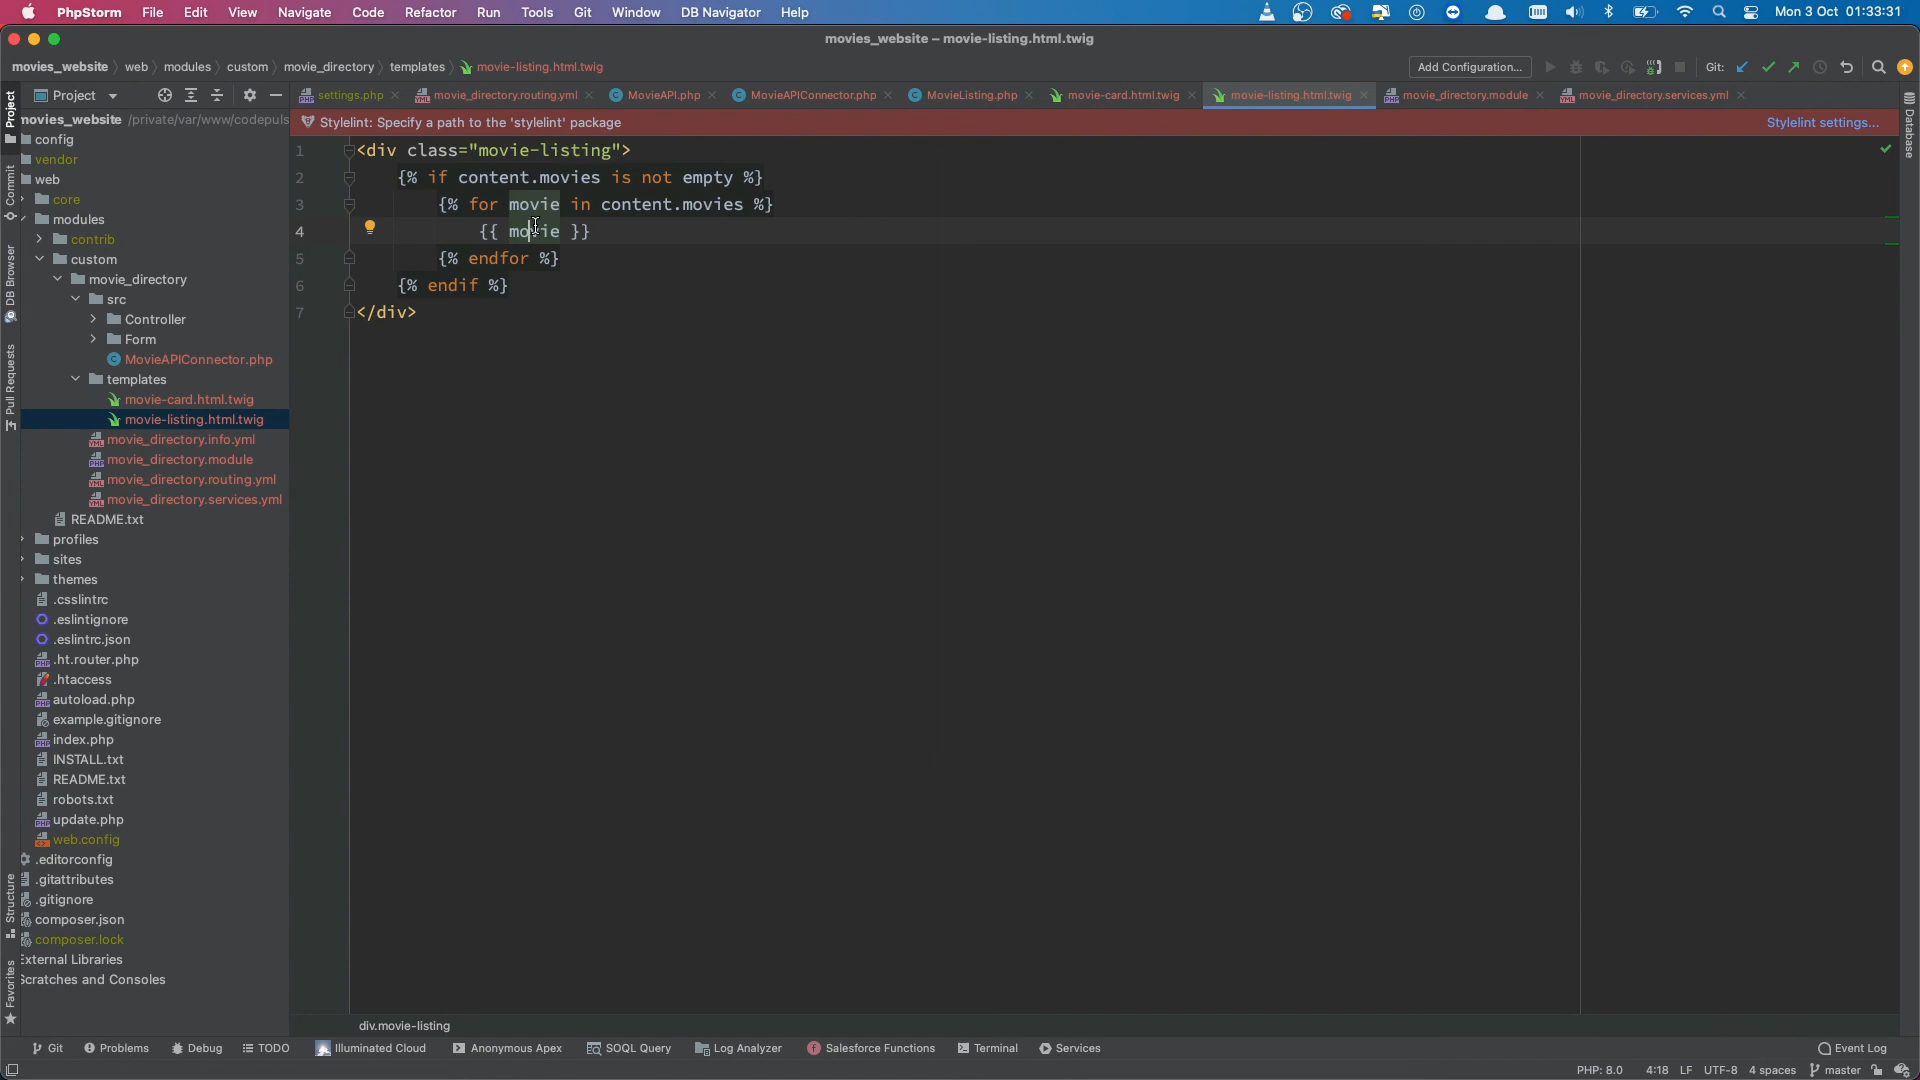 PhpStorm File Edit View Navigate Code Refactor Run Tools Git Window DB Navigator Help Mon 3 Oct 01:33:31
movies_website – movie-listing.html.twig
movies_website web modules custom movie_directory templates movie-listing.html.twig Add Configuration... Git:
Project settings.php movie_directory.routing.yml MovieAPI.php MovieAPIConnector.php MovieListing.php movie-card.html.twig movie-listing.html.twig movie_directory.module movie_directory.services.yml
Stylelint: Specify a path to the 'stylelint' package Stylelint settings...
Project
Commit
DB Browser
Pull Requests
Structure
Favorites
Database
movies_website /private/var/www/codepuls
config
vendor
web
core
modules
contrib
custom
movie_directory
src
Controller
Form
MovieAPIConnector.php
templates
movie-card.html.twig
movie-listing.html.twig
movie_directory.info.yml
movie_directory.module
movie_directory.routing.yml
movie_directory.services.yml
README.txt
profiles
sites
themes
.csslintrc
.eslintignore
.eslintrc.json
.ht.router.php
.htaccess
autoload.php
example.gitignore
index.php
INSTALL.txt
README.txt
robots.txt
update.php
web.config
.editorconfig
.gitattributes
.gitignore
composer.json
composer.lock
External Libraries
Scratches and Consoles
1 <div class="movie-listing">
2 {% if content.movies is not empty %}
3 {% for movie in content.movies %}
4 {{ movie }}
5 {% endfor %}
6 {% endif %}
7 </div>
div.movie-listing
Git Problems Debug TODO Illuminated Cloud Anonymous Apex SOQL Query Log Analyzer Salesforce Functions Terminal Services Event Log
PHP: 8.0 4:18 LF UTF-8 4 spaces master